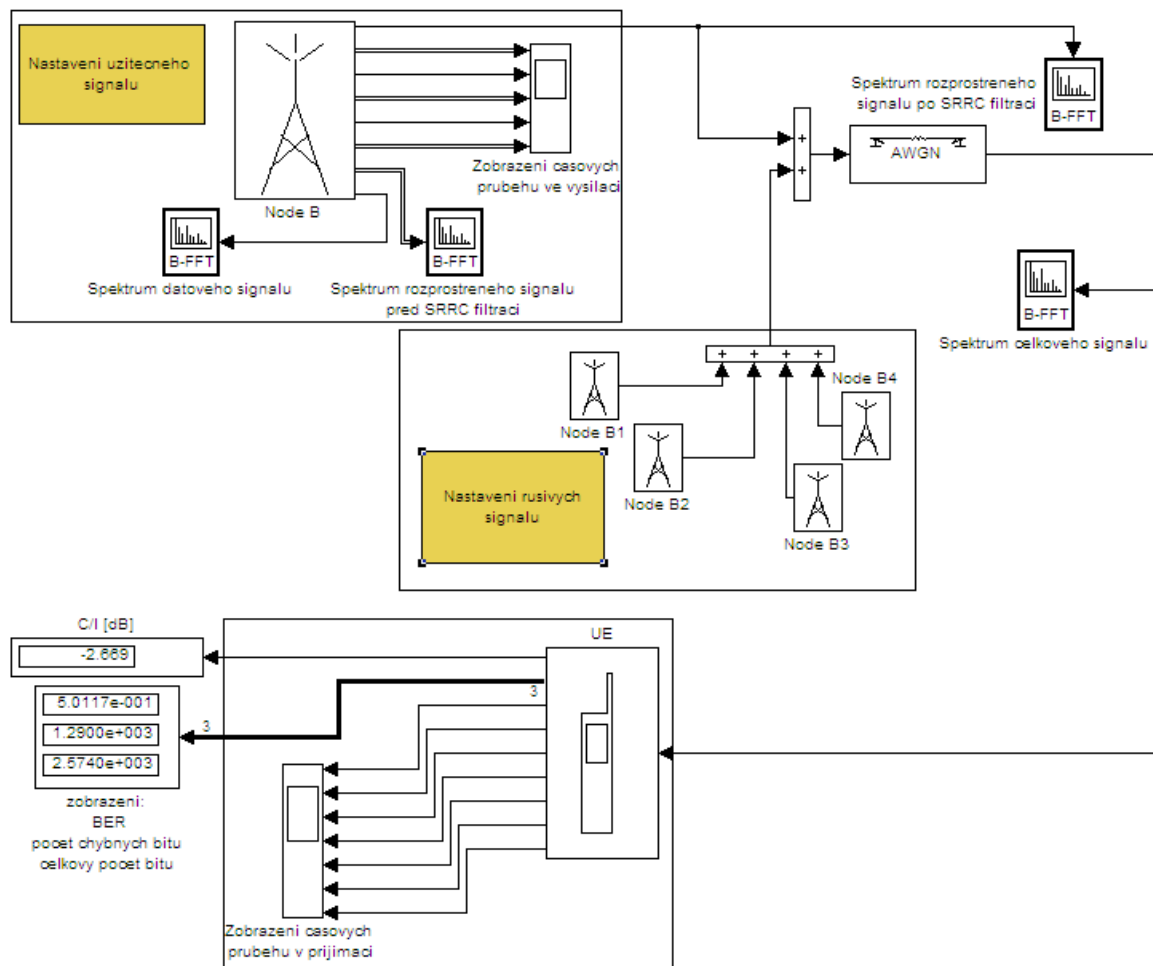 Nastaveni uzitecneho
signalu
Node B
Zobrazeni casovych
prubehu ve vysilaci
B-FFT
Spektrum datoveho signalu
B-FFT
Spektrum rozprostreneho signalu
pred SRRC filtraci
Spektrum rozprostreneho
signalu po SRRC filtraci
B-FFT
+
+
AWGN
B-FFT
Spektrum celkoveho signalu
+ + + +
Node B1
Node B2
Node B3
Node B4
Nastaveni rusivych
signalu
C/I [dB]
-2.669
5.0117e-001
1.2900e+003
2.5740e+003
3
zobrazeni:
BER
pocet chybnych bitu
celkovy pocet bitu
UE
3
Zobrazeni casovych
prubehu v prijimaci